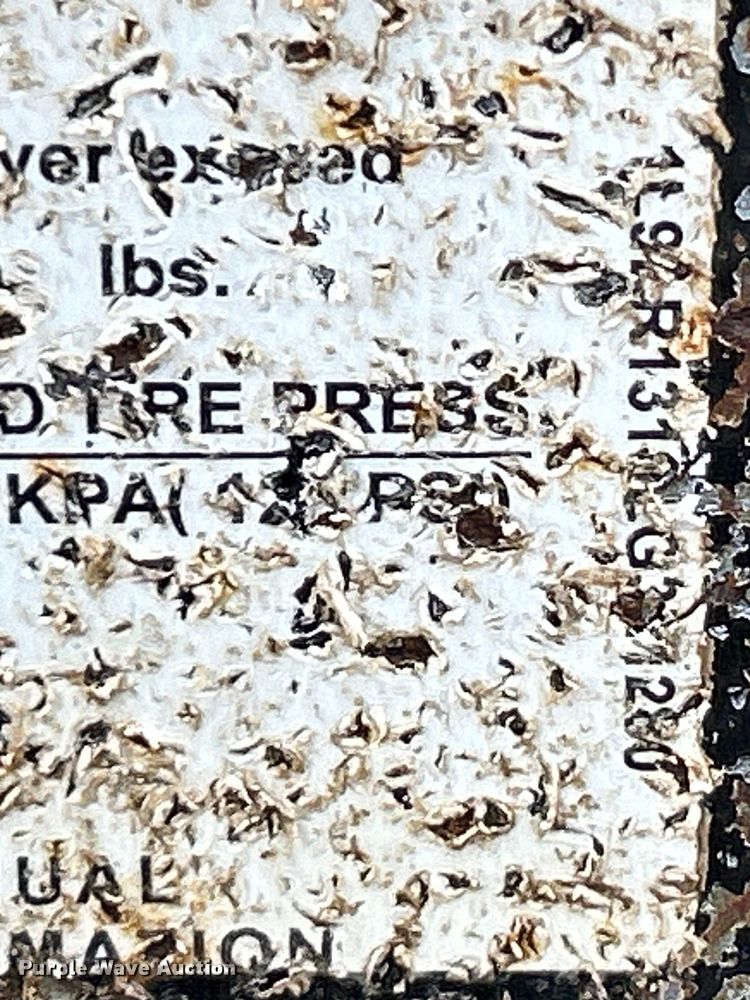 ver exceed
lbs.
D TIRE PRESS.
KPA( PSI)
UAL
MATION
Purple Wave Auction